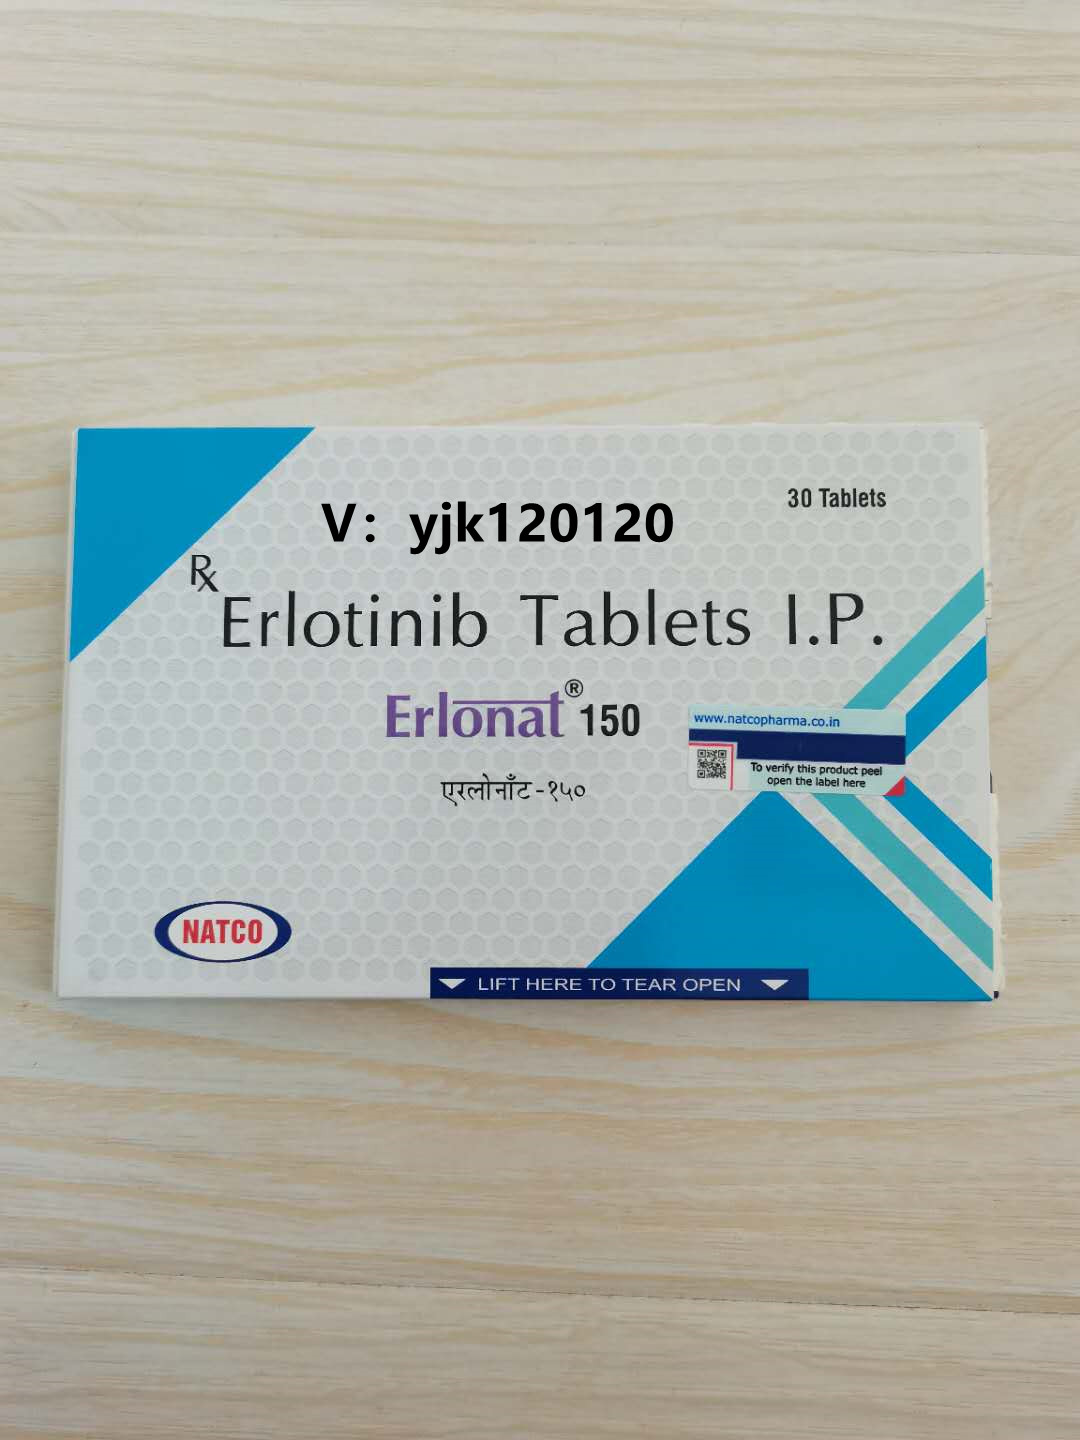 30 Tablets
V：yjk120120
Rx
Erlotinib Tablets I.P.
Erlonat® 150
एरलोनाँट-१५०
www.natcopharma.co.in
To verify this product peel
open the label here
NATCO
LIFT HERE TO TEAR OPEN